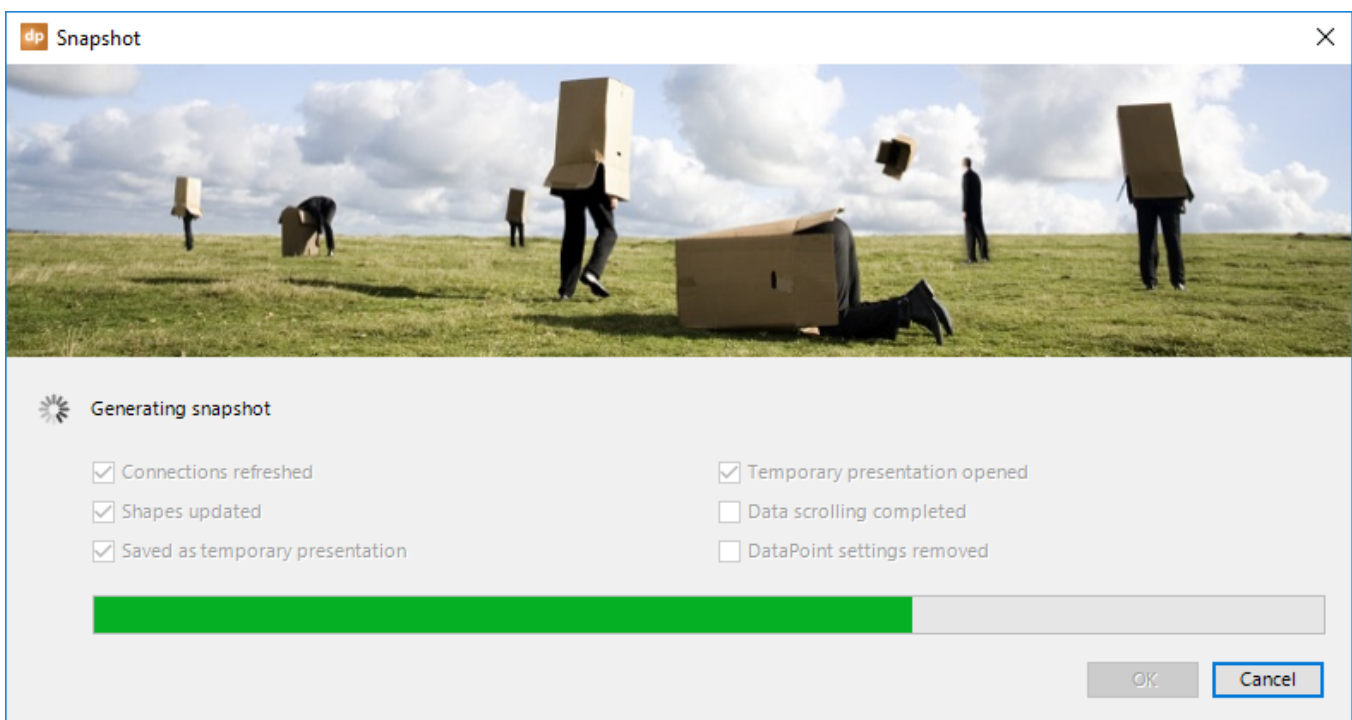 dp Snapshot
Generating snapshot
Connections refreshed
Temporary presentation opened
Shapes updated
Data scrolling completed
Saved as temporary presentation
DataPoint settings removed
OK
Cancel